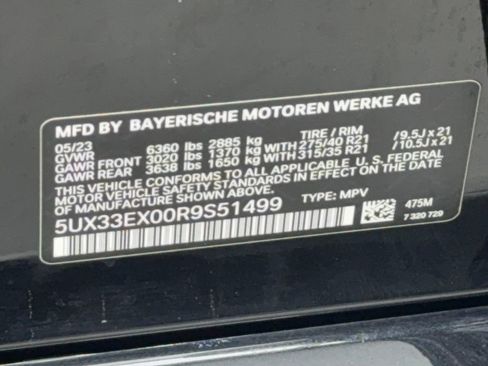 MFD BY BAYERISCHE MOTOREN WERKE AG
05/23 TIRE / RIM
GVWR 6360 lbs 2885 kg
GAWR FRONT 3020 lbs 1370 kg WITH 275/40 R21 /9.5J x 21
GAWR REAR 3638 lbs 1650 kg WITH 315/35 R21 /10.5J x 21
THIS VEHICLE CONFORMS TO ALL APPLICABLE U.S. FEDERAL
MOTOR VEHICLE SAFETY STANDARDS IN EFFECT ON THE DATE
OF MANUFACTURE SHOWN ABOVE.
5UX33EX00R9S51499 TYPE: MPV
475M
7 320 729